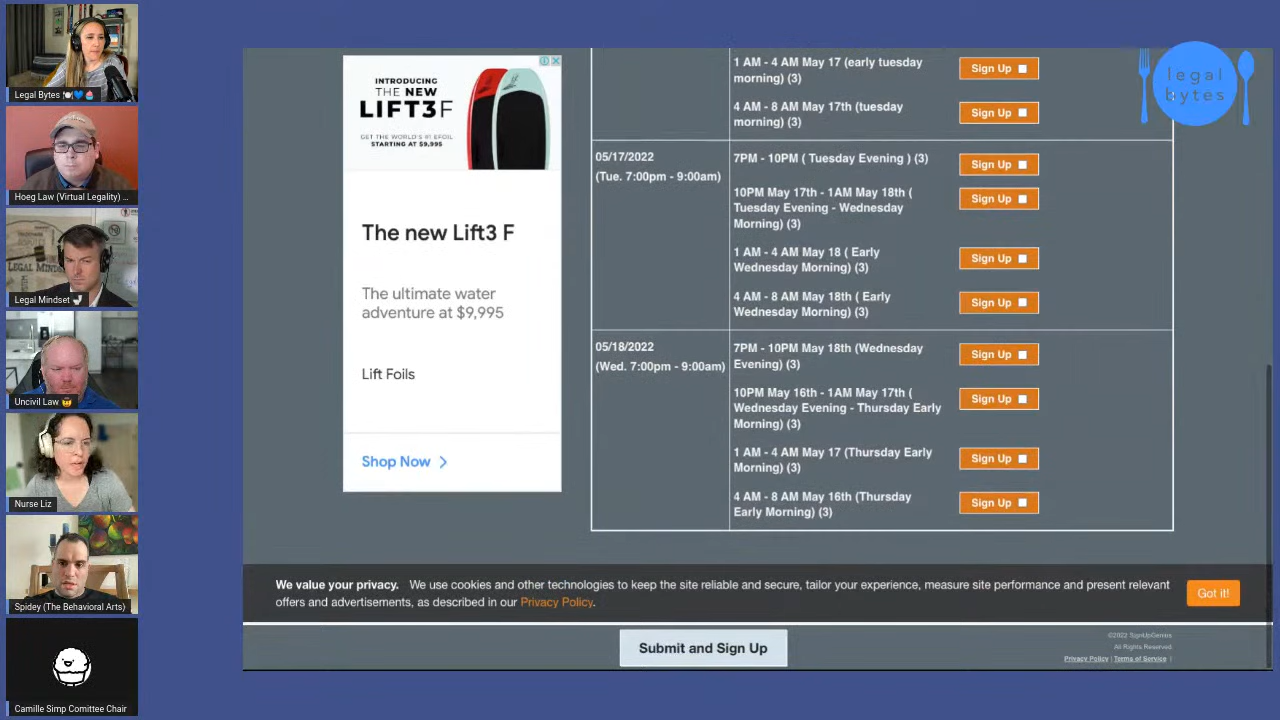 Legal Bytes 🍽️💙🧁
Hoeg Law (Virtual Legality) ...
LEGAL MINDS
Legal Mindset
Uncivil Law 🤠
Nurse Liz
Spidey (The Behavioral Arts)
Camille Simp Comittee Chair
INTRODUCING
THE NEW
LIFT3F
GET THE WORLD'S #1 EFOIL
STARTING AT $9,995
The new Lift3 F
The ultimate water
adventure at $9,995
Lift Foils
Shop Now
1 AM - 4 AM May 17 (early tuesday
morning) (3)
Sign Up
4 AM - 8 AM May 17th (tuesday
morning) (3)
Sign Up
05/17/2022
(Tue. 7:00pm - 9:00am)
7PM - 10PM ( Tuesday Evening ) (3)
Sign Up
10PM May 17th - 1AM May 18th (
Tuesday Evening - Wednesday
Morning) (3)
Sign Up
1 AM - 4 AM May 18 ( Early
Wednesday Morning) (3)
Sign Up
4 AM - 8 AM May 18th ( Early
Wednesday Morning) (3)
Sign Up
05/18/2022
(Wed. 7:00pm - 9:00am)
7PM - 10PM May 18th (Wednesday
Evening) (3)
Sign Up
10PM May 16th - 1AM May 17th (
Wednesday Evening - Thursday Early
Morning) (3)
Sign Up
1 AM - 4 AM May 17 (Thursday Early
Morning) (3)
Sign Up
4 AM - 8 AM May 16th (Thursday
Early Morning) (3)
Sign Up
legal
bytes
We value your privacy. We use cookies and other technologies to keep the site reliable and secure, tailor your experience, measure site performance and present relevant
offers and advertisements, as described in our Privacy Policy.
Got it!
Submit and Sign Up
©2022 SignUpGenius
All Rights Reserved
Privacy Policy | Terms of Service |